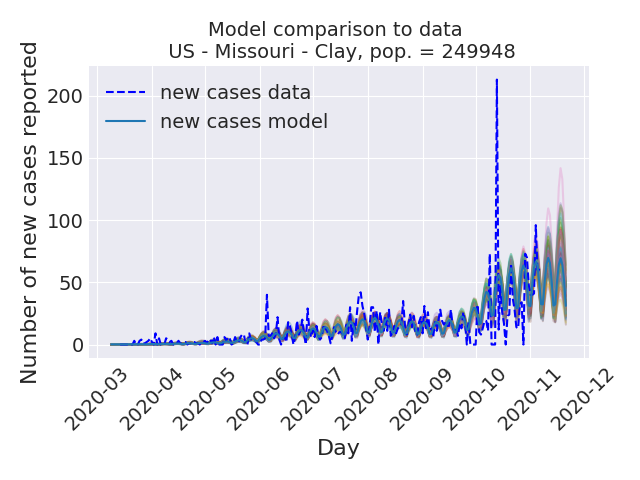 Model comparison to data
US - Missouri - Clay, pop. = 249948
Number of new cases reported
200
150
100
50
0
new cases data
new cases model
2020-03
2020-04
2020-05
2020-06
2020-07
2020-08
2020-09
2020-10
2020-11
2020-12
Day